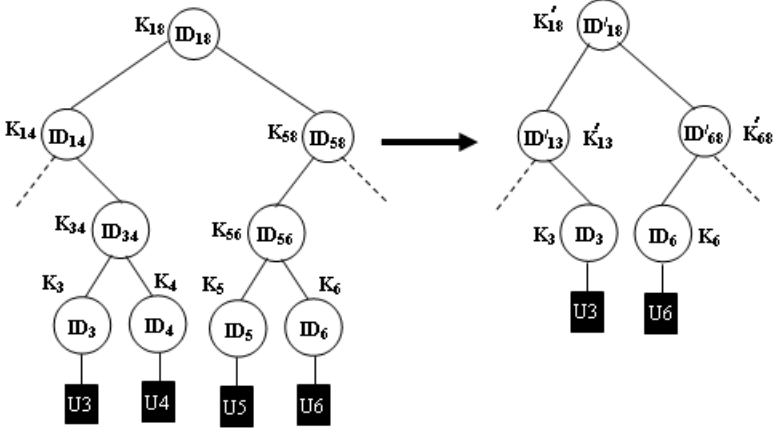 K18 ID18
K14 ID14
K58 ID58
K34 ID34
K56 ID56
K3 ID3
K4 ID4
K5 ID5
K6 ID6
U3
U4
U5
U6
K'18 ID'18
ID'13 K'13
ID'68 K'68
K3 ID3
ID6 K6
U3
U6